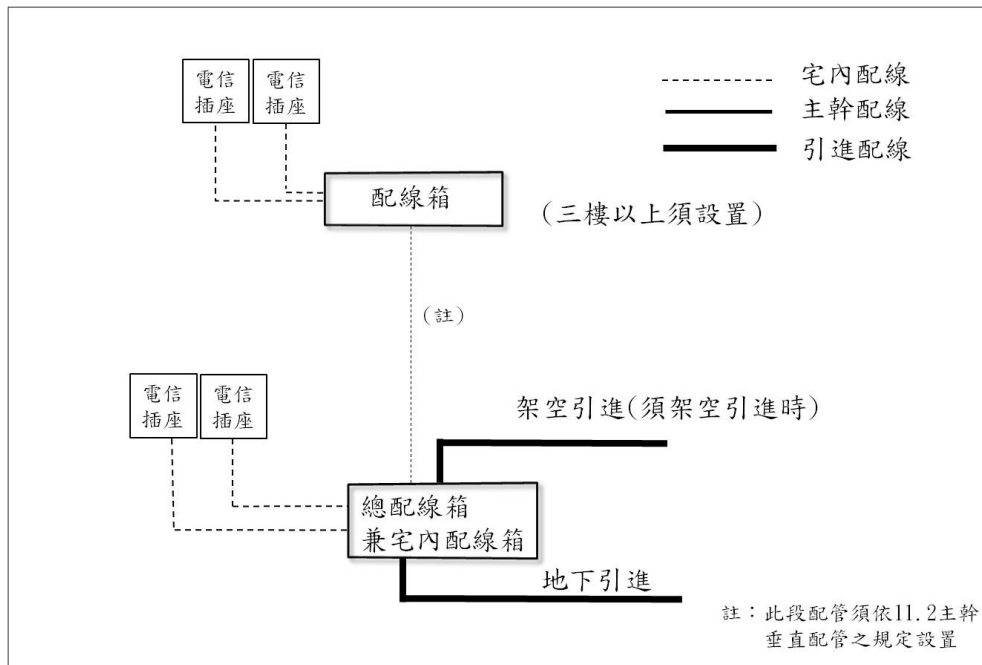 電信
插座
電信
插座
宅內配線
主幹配線
引進配線
配線箱
(三樓以上須設置)
(註)
電信
插座
電信
插座
架空引進(須架空引進時)
總配線箱
兼宅內配線箱
地下引進
註：此段配管須依11.2主幹
垂直配管之規定設置